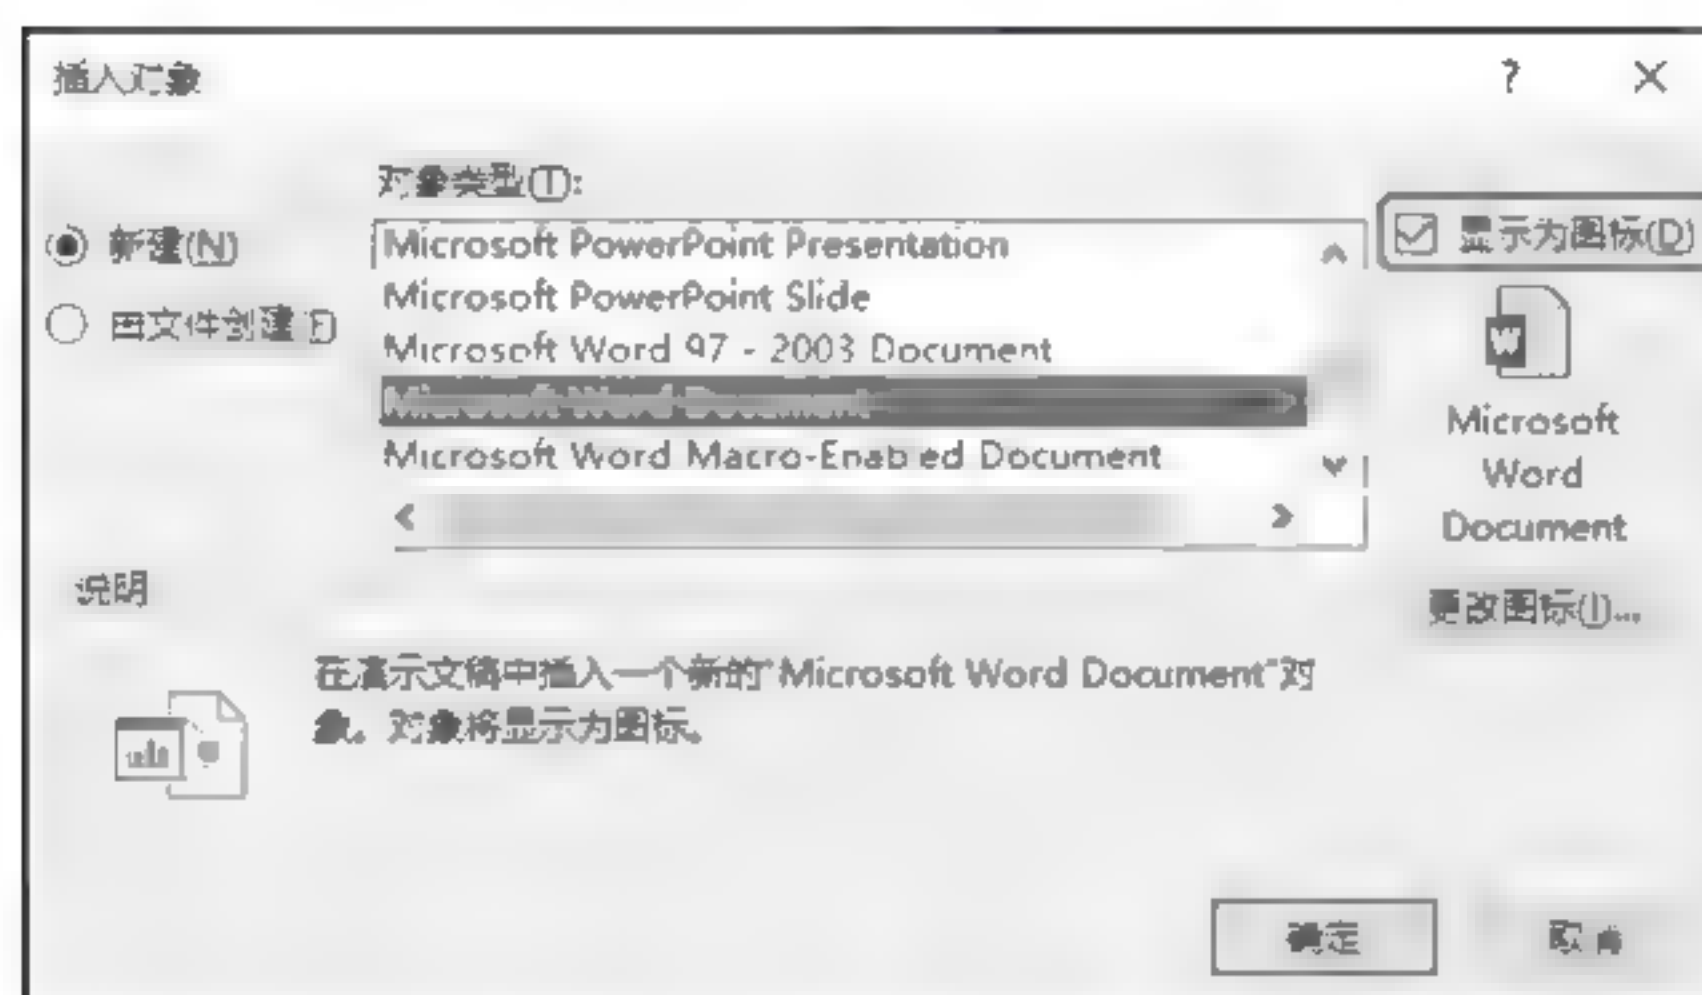 插入对象
?
对象类型(T):
新建(N)
Microsoft PowerPoint Presentation
显示为图标(D)
Microsoft PowerPoint Slide
由文件创建(F)
Microsoft Word 97 - 2003 Document
Microsoft Word Document
Microsoft Word Macro-Enabled Document
Microsoft
Word
Document
更改图标(I)...
说明
在演示文稿中插入一个新的"Microsoft Word Document"对
象。对象将显示为图标。
确定
取消